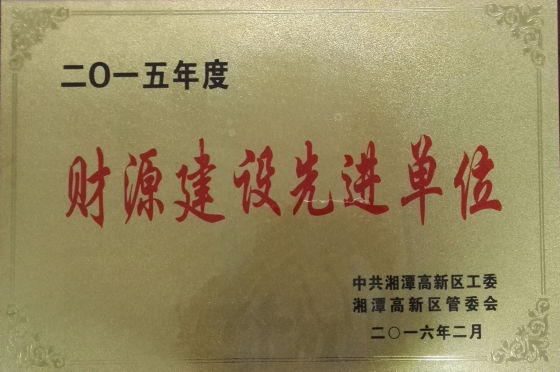 二〇一五年度
财源建设先进单位
中共湘潭高新区工委
湘潭高新区管委会
二〇一六年二月